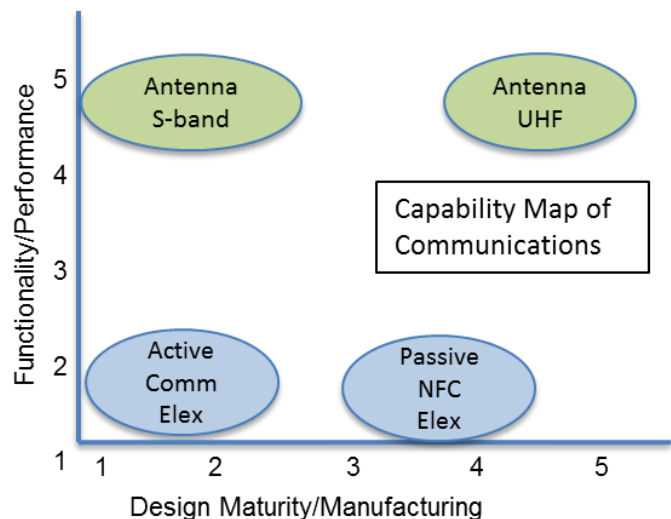 Functionality/Performance
5
4
3
2
1
Antenna
S-band
Antenna
UHF
Capability Map of
Communications
Active
Comm
Elex
Passive
NFC
Elex
1 2 3 4 5
Design Maturity/Manufacturing